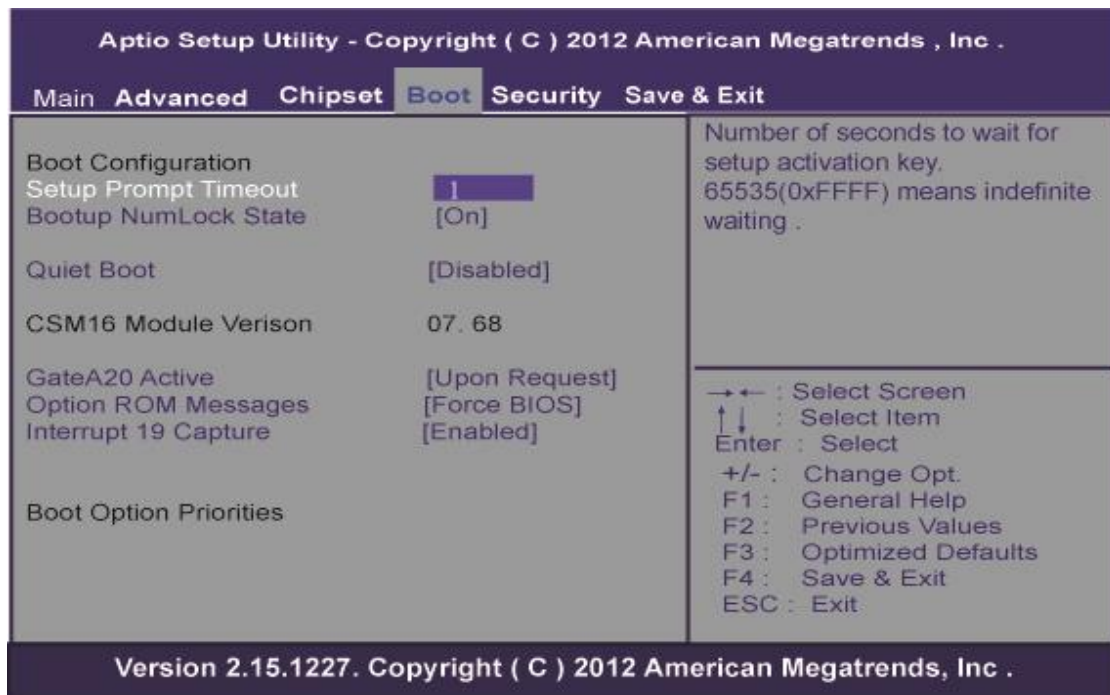 Aptio Setup Utility - Copyright ( C ) 2012 American Megatrends , Inc .
Main Advanced Chipset Boot Security Save & Exit
Boot Configuration
Setup Prompt Timeout 1
Bootup NumLock State [On]
Quiet Boot [Disabled]
CSM16 Module Verison 07. 68
GateA20 Active [Upon Request]
Option ROM Messages [Force BIOS]
Interrupt 19 Capture [Enabled]
Boot Option Priorities
Number of seconds to wait for
setup activation key.
65535(0xFFFF) means indefinite
waiting .
→← : Select Screen
↑↓ : Select Item
Enter : Select
+/- : Change Opt.
F1 : General Help
F2 : Previous Values
F3 : Optimized Defaults
F4 : Save & Exit
ESC : Exit
Version 2.15.1227. Copyright ( C ) 2012 American Megatrends, Inc .